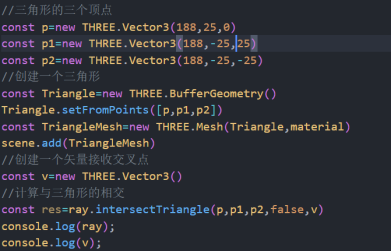 //三角形的三个顶点
const p=new THREE.Vector3(188,25,0)
const p1=new THREE.Vector3(188,-25,25)
const p2=new THREE.Vector3(188,-25,-25)
//创建一个三角形
const Triangle=new THREE.BufferGeometry()
Triangle.setFromPoints([p,p1,p2])
const TriangleMesh=new THREE.Mesh(Triangle,material)
scene.add(TriangleMesh)
//创建一个矢量接收交叉点
const v=new THREE.Vector3()
//计算与三角形的相交
const res=ray.intersectTriangle(p,p1,p2,false,v)
console.log(ray);
console.log(v);